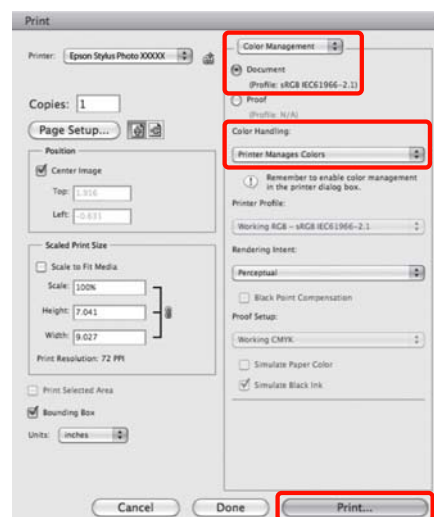 Print
Printer: Epson Stylus Photo XXXXX
Copies: 1
Page Setup...
Position
Center Image
Top: 1.916
Left: -0.631
Scaled Print Size
Scale to Fit Media
Scale: 100%
Height: 7.041
Width: 9.027
Print Resolution: 72 PPI
Print Selected Area
Bounding Box
Units: inches
Color Management
Document
(Profile: sRGB IEC61966-2.1)
Proof
(Profile: N/A)
Color Handling:
Printer Manages Colors
Remember to enable color management
in the printer dialog box.
Printer Profile:
Working RGB - sRGB IEC61966-2.1
Rendering Intent:
Perceptual
Black Point Compensation
Proof Setup:
Working CMYK
Simulate Paper Color
Simulate Black Ink
Cancel
Done
Print...